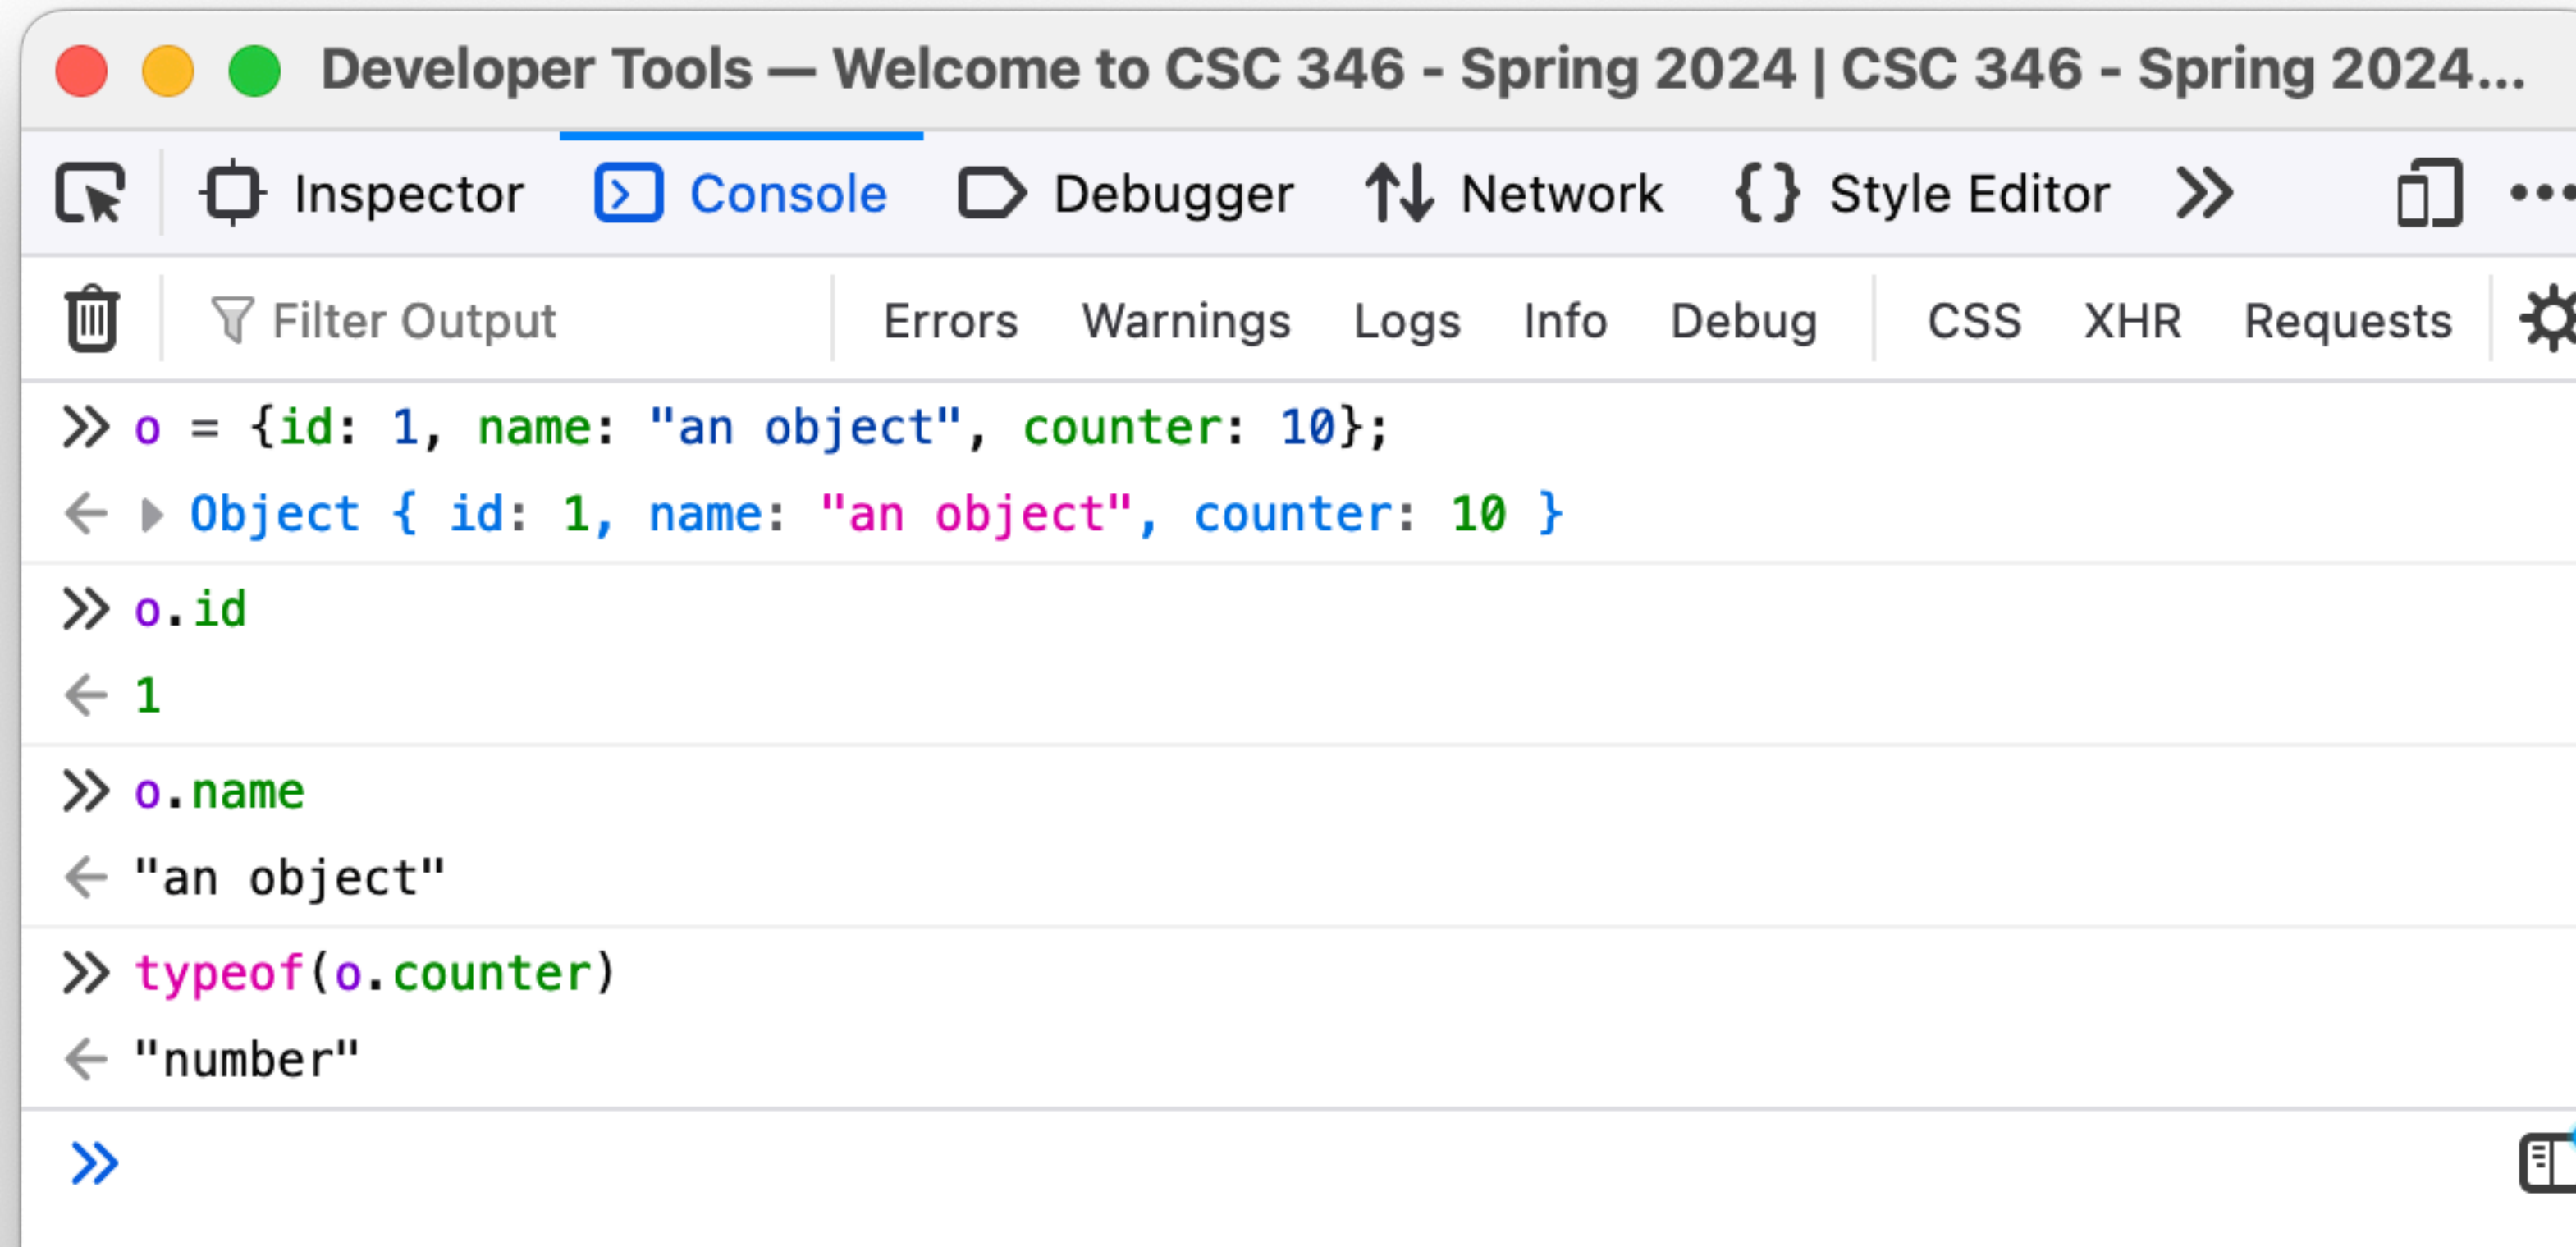 Developer Tools — Welcome to CSC 346 - Spring 2024 | CSC 346 - Spring 2024...
Inspector Console Debugger Network {} Style Editor
Filter Output Errors Warnings Logs Info Debug CSS XHR Requests
o = {id: 1, name: "an object", counter: 10};
Object { id: 1, name: "an object", counter: 10 }
o.id
1
o.name
"an object"
typeof(o.counter)
"number"